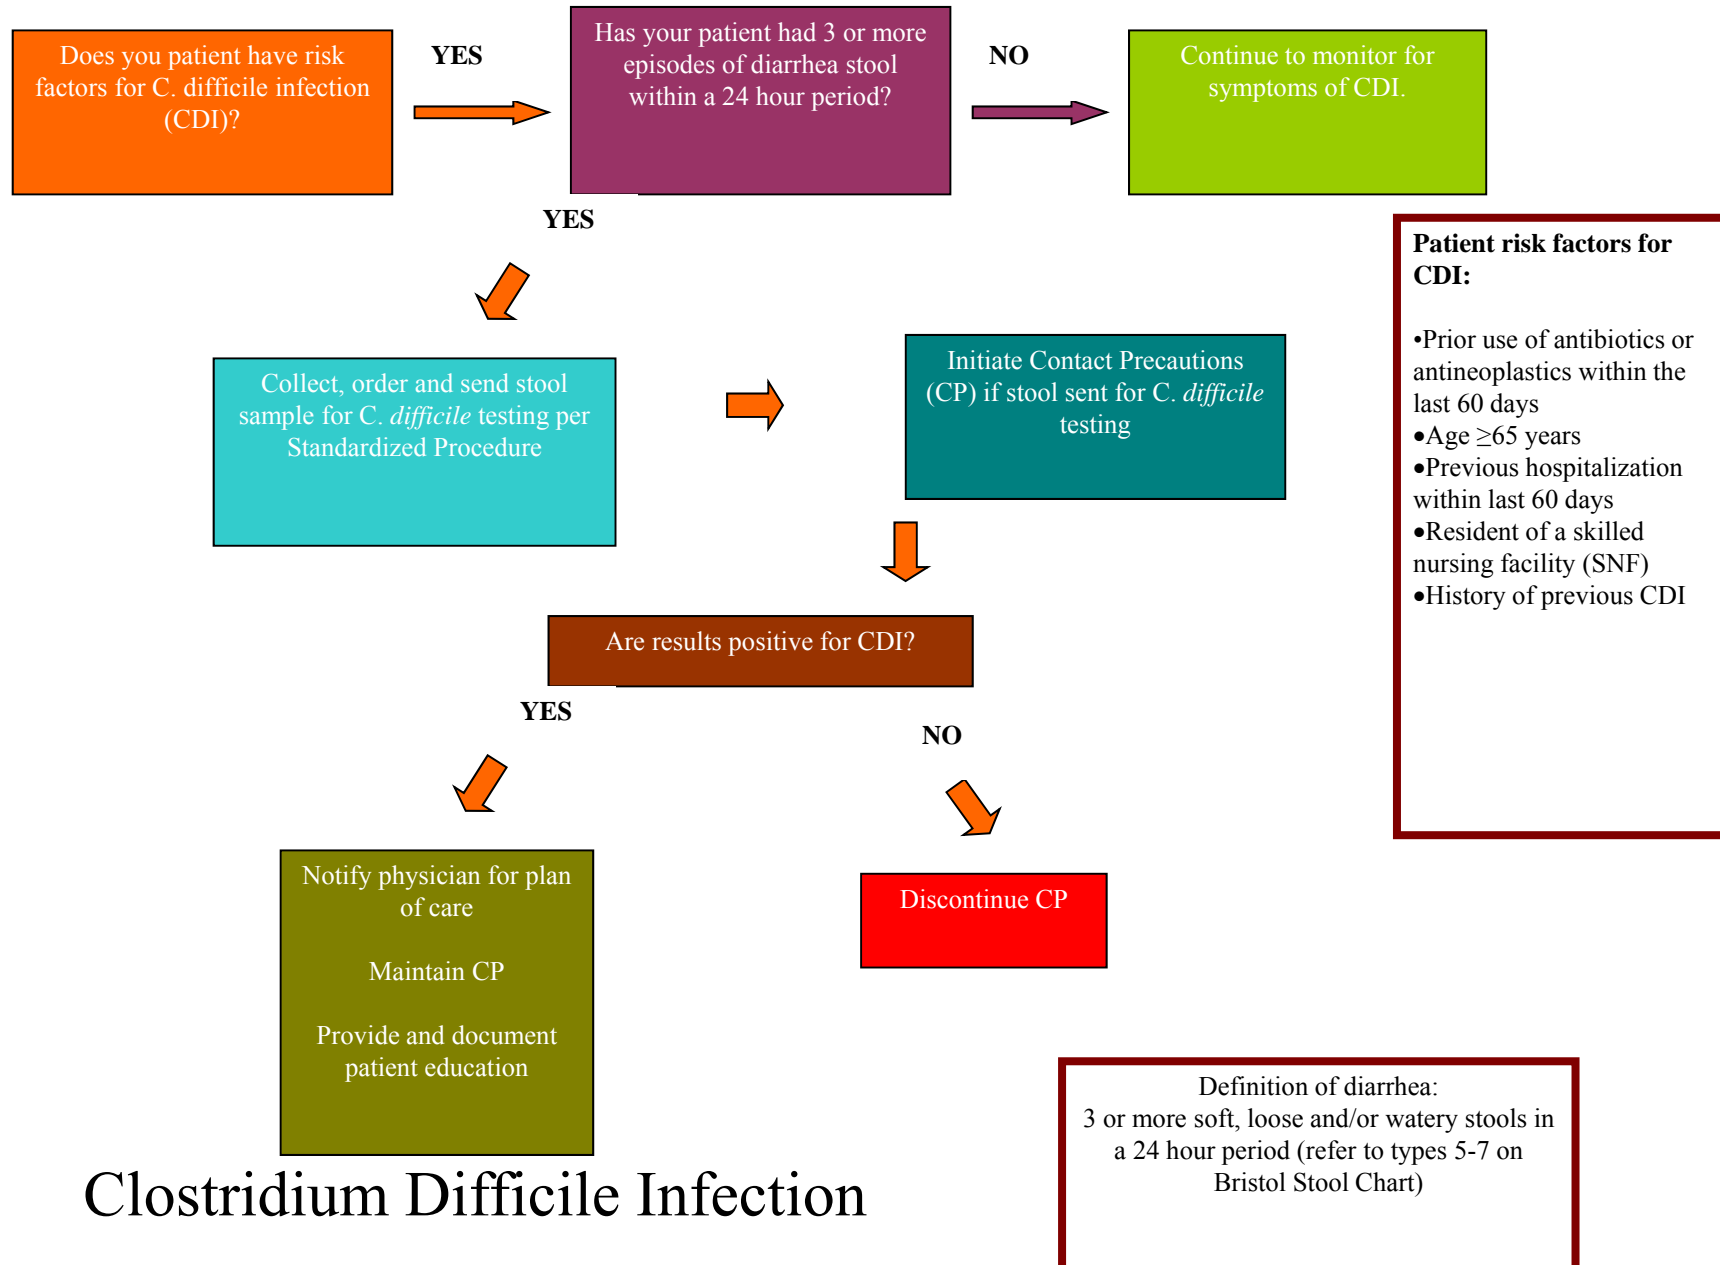 Does you patient have risk
factors for C. difficile infection
(CDI)?
YES
Has your patient had 3 or more
episodes of diarrhea stool
within a 24 hour period?
NO
Continue to monitor for
symptoms of CDI.
YES
Patient risk factors for
CDI:
•Prior use of antibiotics or
antineoplastics within the
last 60 days
•Age ≥65 years
•Previous hospitalization
within last 60 days
•Resident of a skilled
nursing facility (SNF)
•History of previous CDI
Collect, order and send stool
sample for C. difficile testing per
Standardized Procedure
Initiate Contact Precautions
(CP) if stool sent for C. difficile
testing
Are results positive for CDI?
YES
NO
Notify physician for plan
of care
Maintain CP
Provide and document
patient education
Discontinue CP
Definition of diarrhea:
3 or more soft, loose and/or watery stools in
a 24 hour period (refer to types 5-7 on
Bristol Stool Chart)
Clostridium Difficile Infection